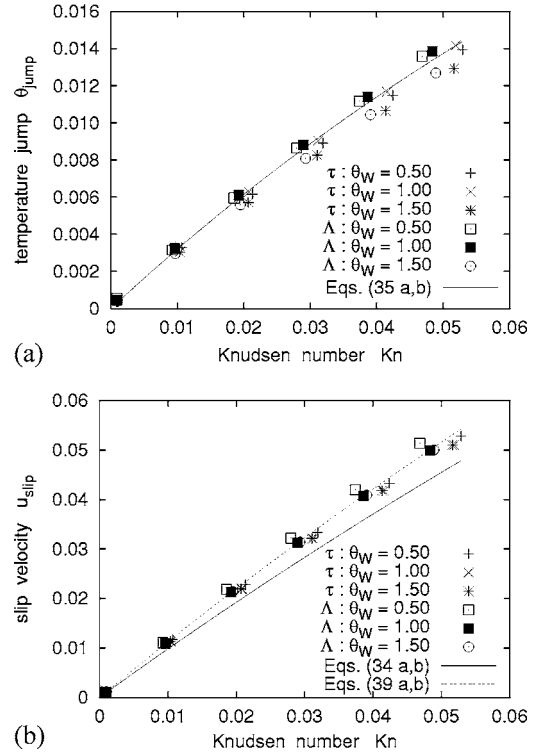 0.016
0.014
0.012
0.01
0.008
0.006
0.004
0.002
0
temperature jump θjump
τ : θW = 0.50
τ : θW = 1.00
τ : θW = 1.50
Λ : θW = 0.50
Λ : θW = 1.00
Λ : θW = 1.50
Eqs. (35 a,b)
0 0.01 0.02 0.03 0.04 0.05 0.06
(a) Knudsen number Kn
0.06
0.05
0.04
0.03
0.02
0.01
0
slip velocity uslip
τ : θW = 0.50
τ : θW = 1.00
τ : θW = 1.50
Λ : θW = 0.50
Λ : θW = 1.00
Λ : θW = 1.50
Eqs. (34 a,b)
Eqs. (39 a,b)
0 0.01 0.02 0.03 0.04 0.05 0.06
(b) Knudsen number Kn